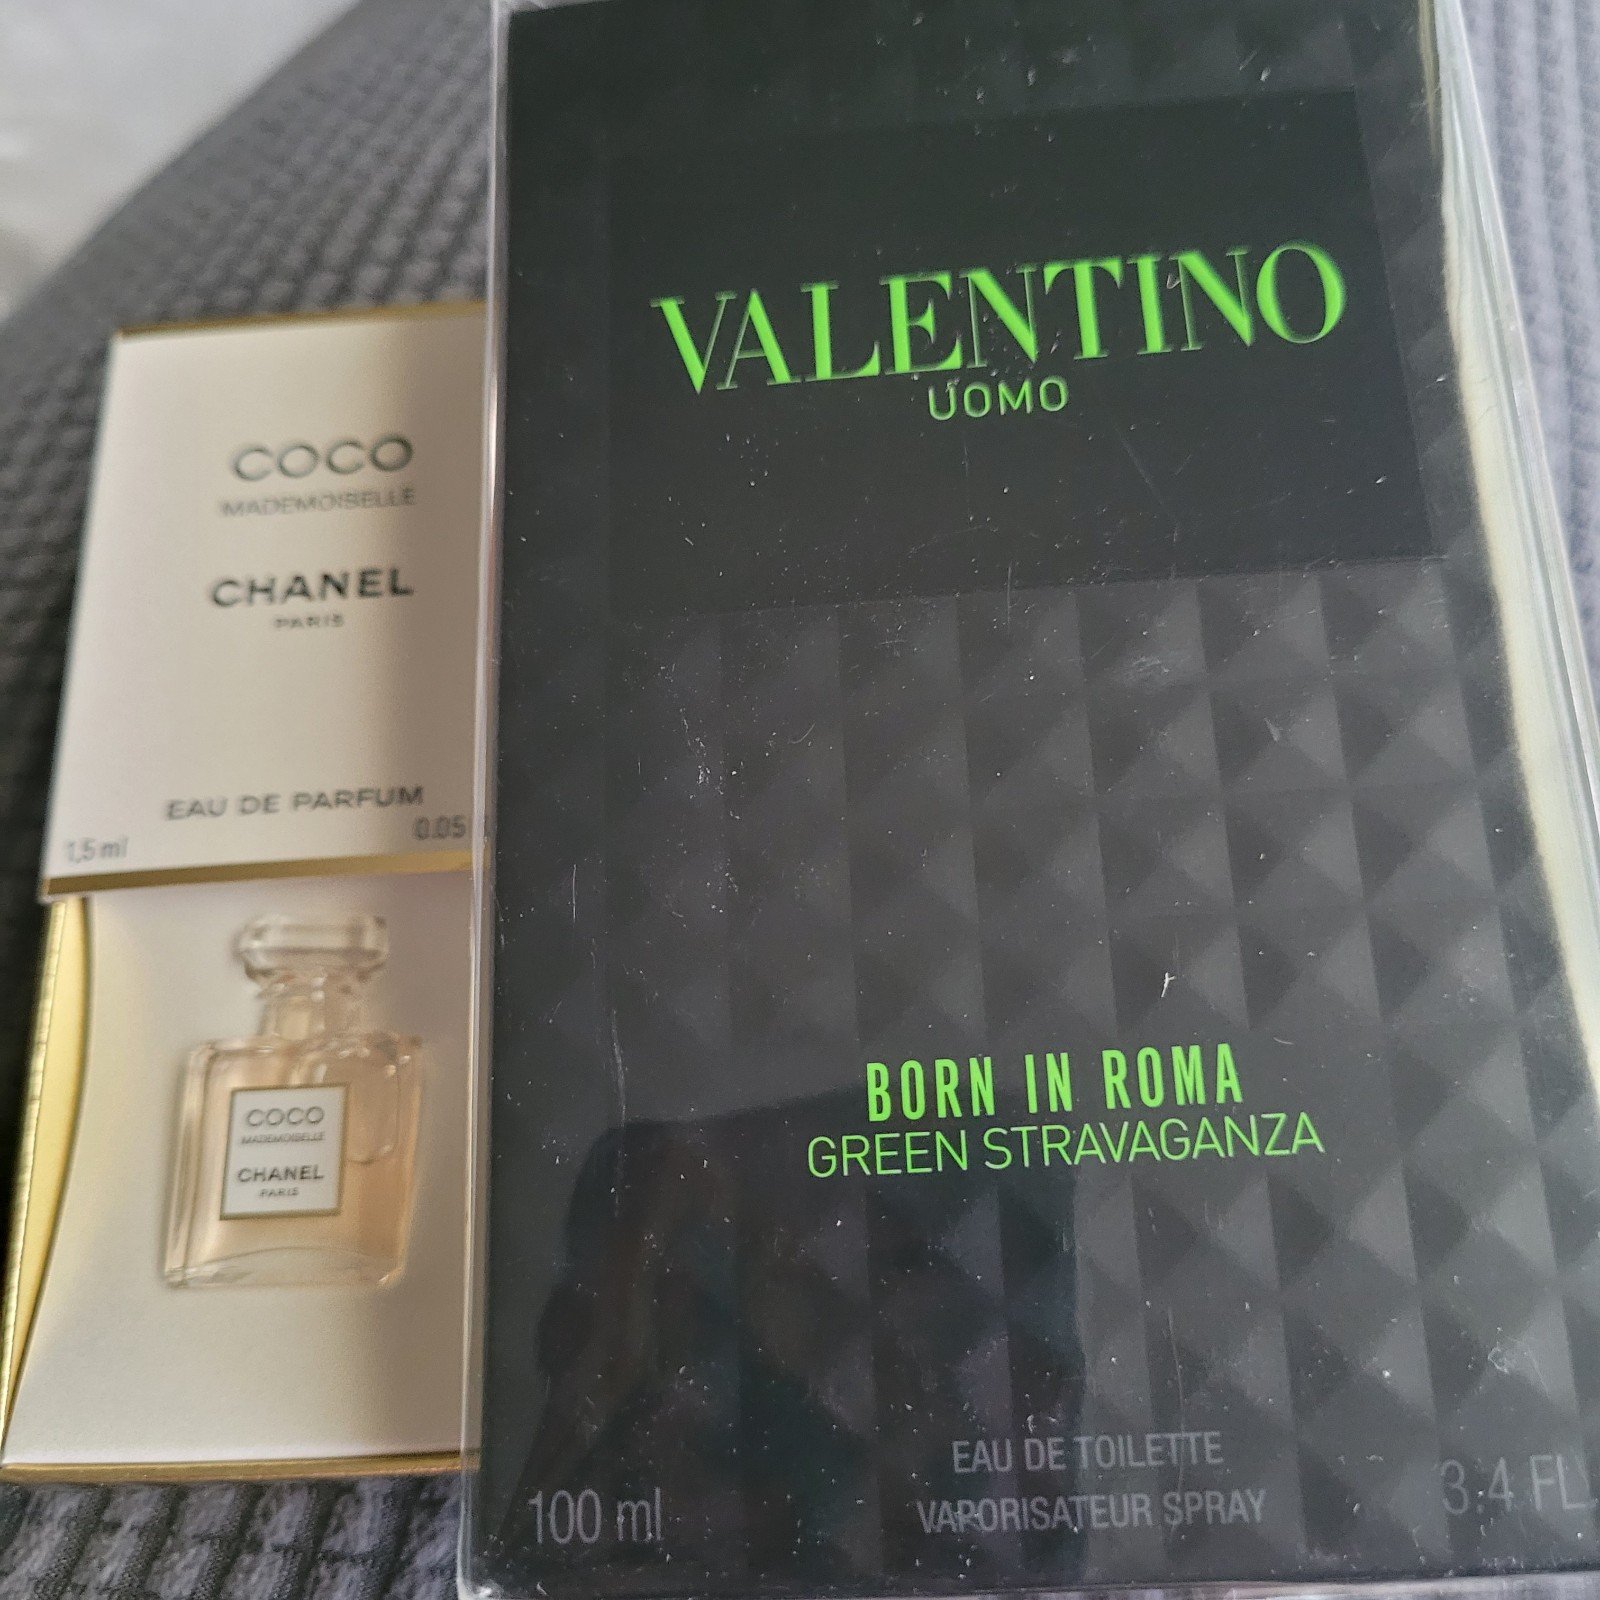 COCO
MADEMOISELLE
CHANEL
PARIS
EAU DE PARFUM
1,5 ml 0.05
COCO
MADEMOISELLE
CHANEL
PARIS
VALENTINO
UOMO
BORN IN ROMA
GREEN STRAVAGANZA
EAU DE TOILETTE
VAPORISATEUR SPRAY
100 ml 3.4 FL.